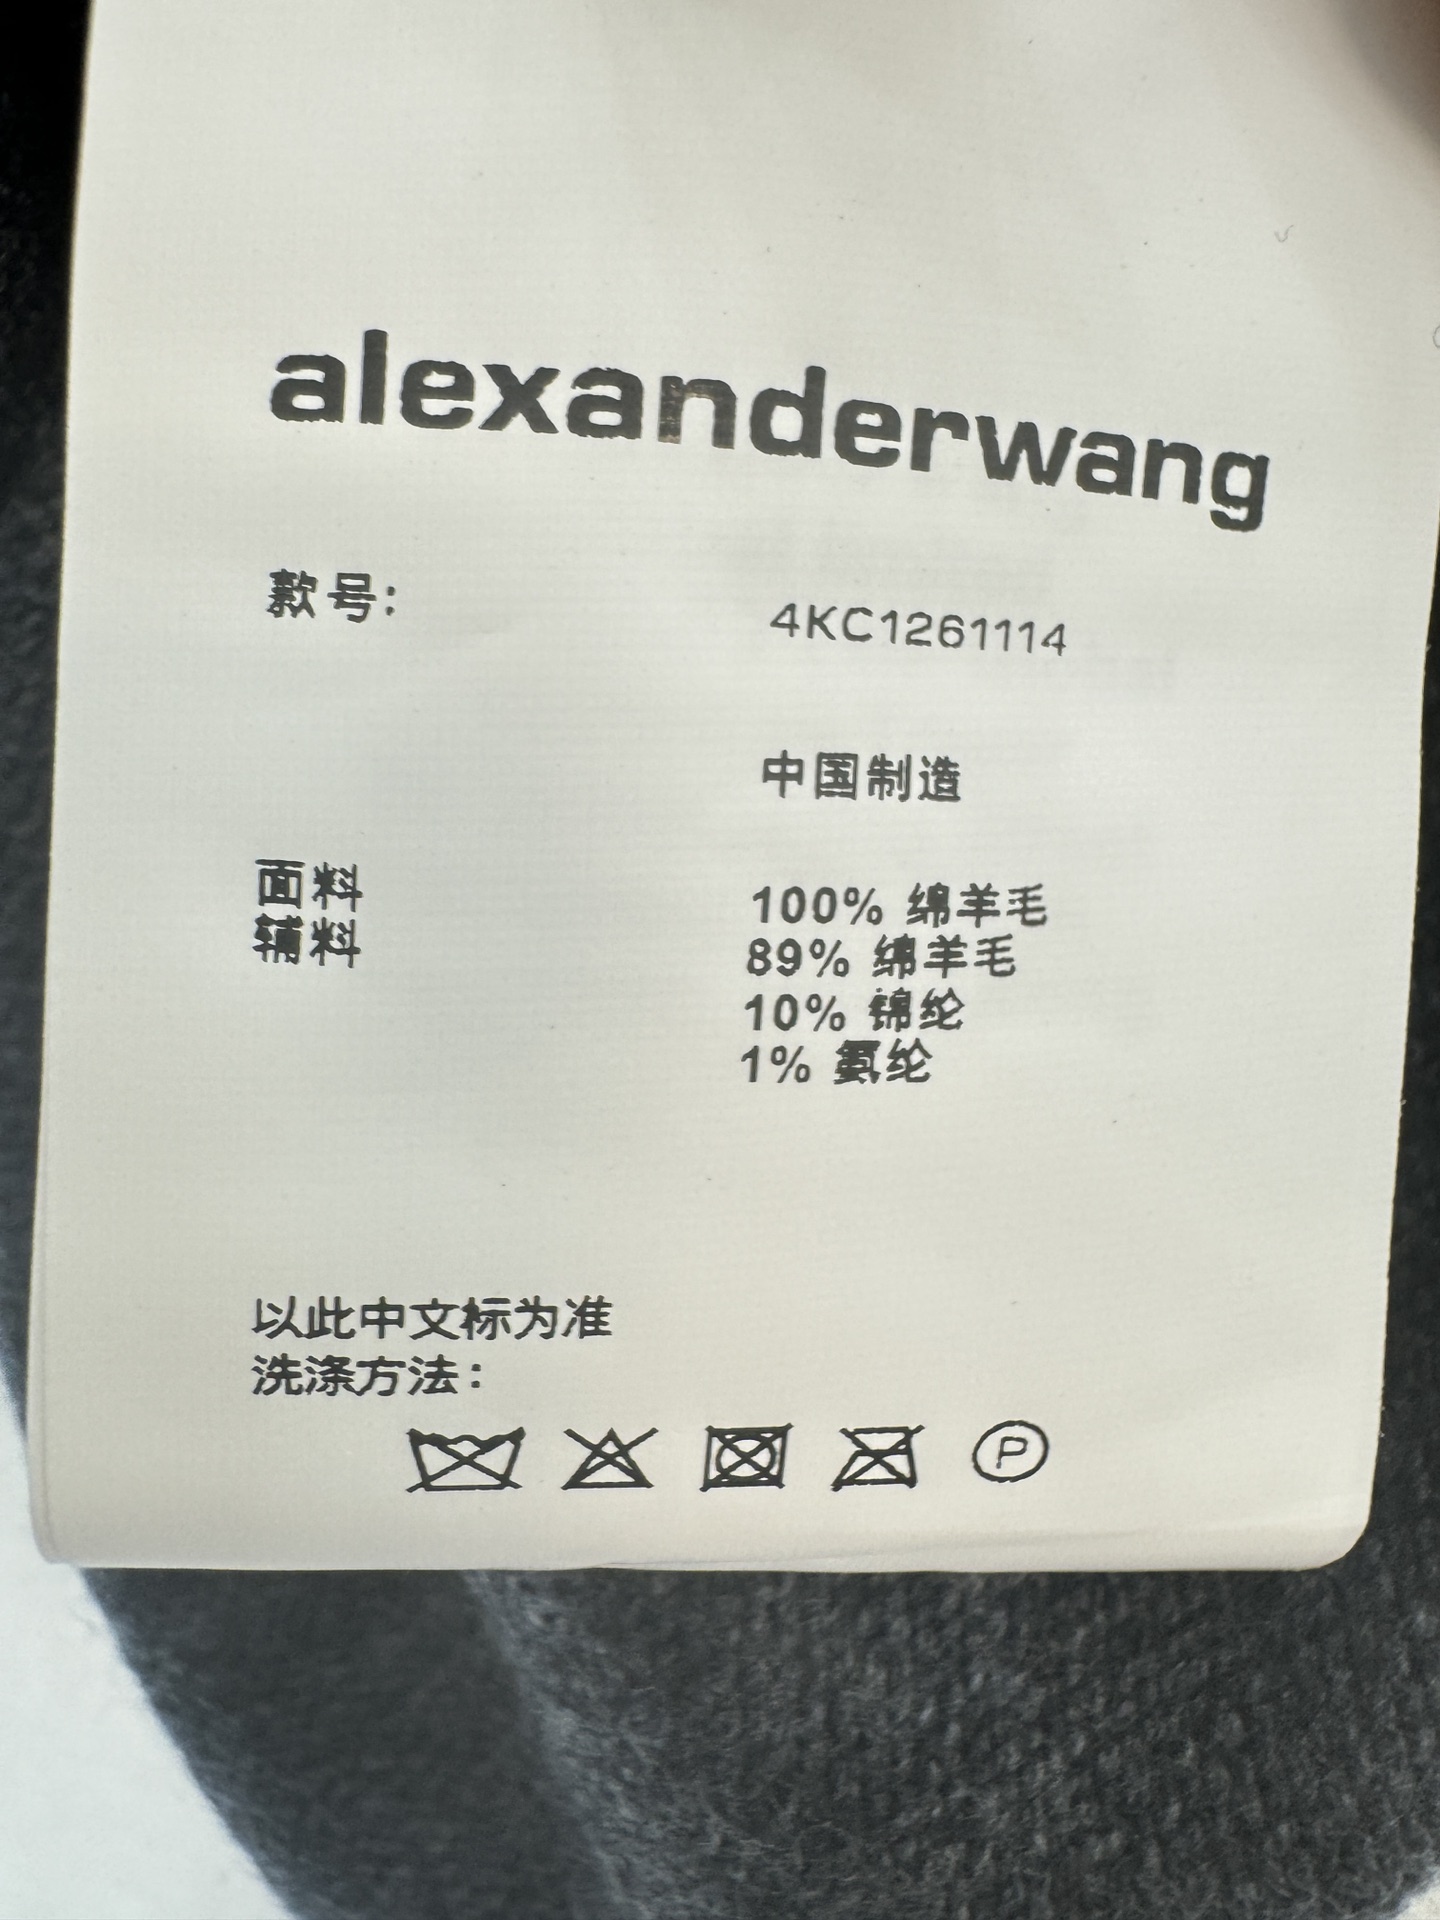 alexanderwang
款号: 4KC1261114
中国制造
面料 100% 绵羊毛
辅料 89% 绵羊毛
10% 锦纶
1% 氨纶
以此中文标为准
洗涤方法:
P